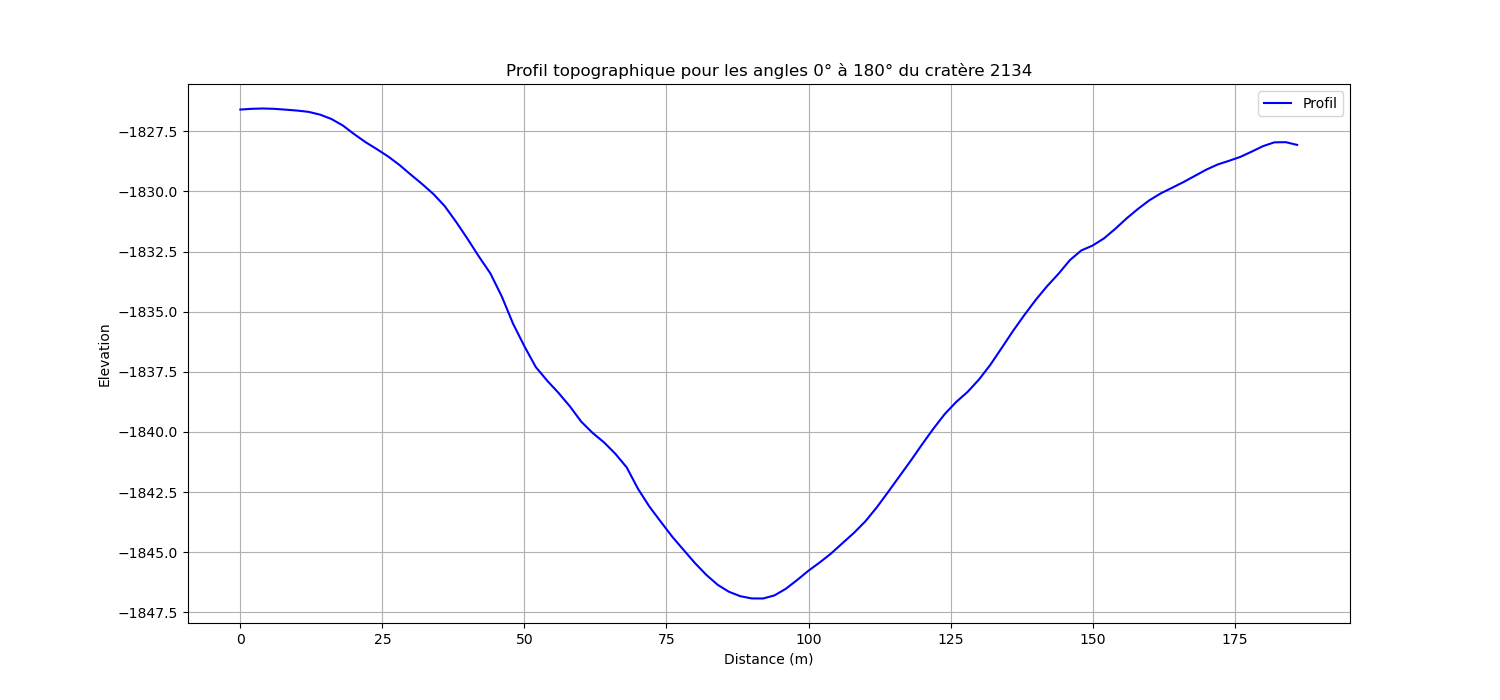 Profil topographique pour les angles 0° à 180° du cratère 2134
Profil
Elevation
−1827.5
−1830.0
−1832.5
−1835.0
−1837.5
−1840.0
−1842.5
−1845.0
−1847.5
0 25 50 75 100 125 150 175
Distance (m)